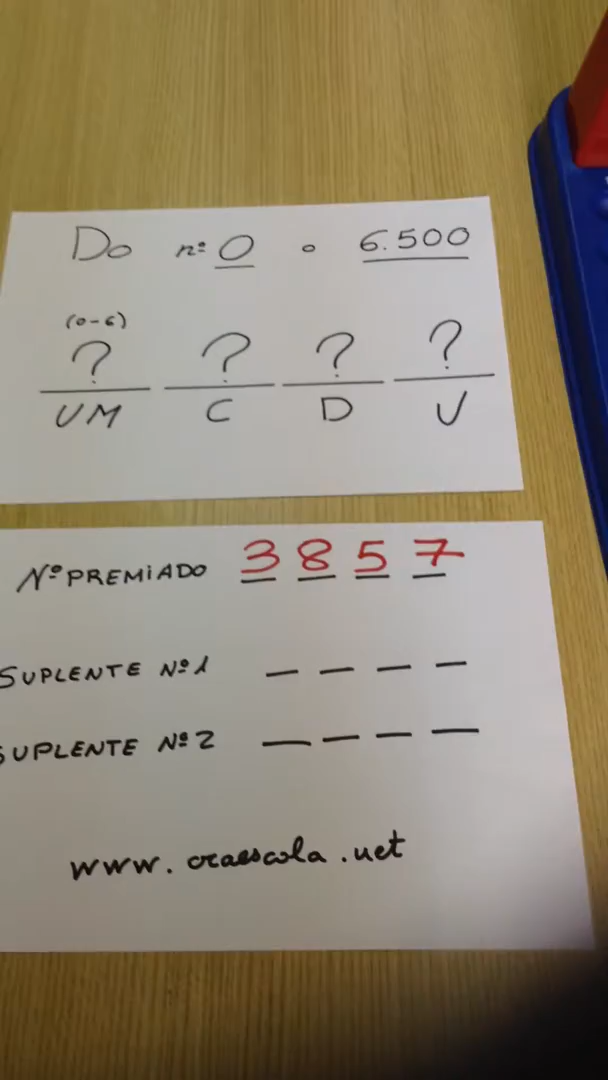 Do nº 0 o 6.500
(0-6)
? ? ? ?
UM C D U
Nº PREMIADO 3 8 5 7
SUPLENTE Nº1 _ _ _ _
SUPLENTE Nº2 _ _ _ _
www.oraescola.net